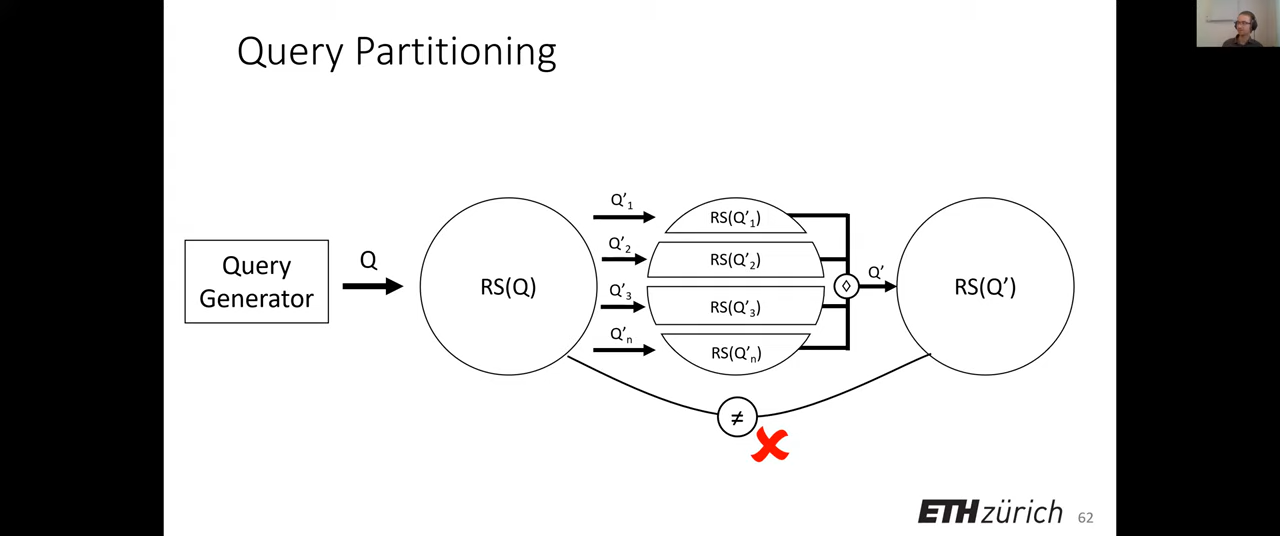 Query Partitioning
Query
Generator
Q
RS(Q)
Q'1
Q'2
Q'3
Q'n
RS(Q'1)
RS(Q'2)
RS(Q'3)
RS(Q'n)
◊
Q'
RS(Q')
≠
ETH zürich
62